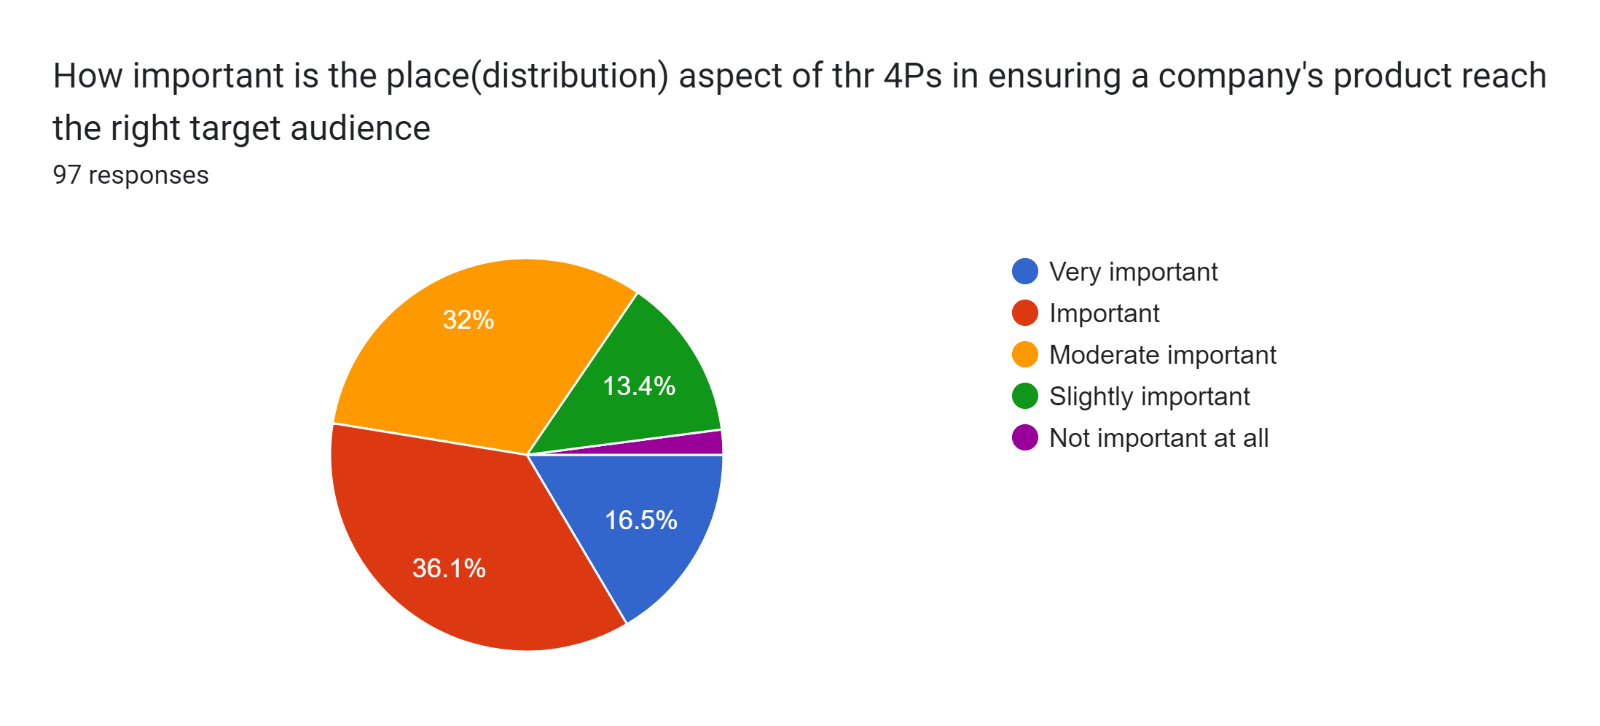 How important is the place(distribution) aspect of thr 4Ps in ensuring a company's product reach
the right target audience
97 responses
32%
13.4%
16.5%
36.1%
Very important
Important
Moderate important
Slightly important
Not important at all